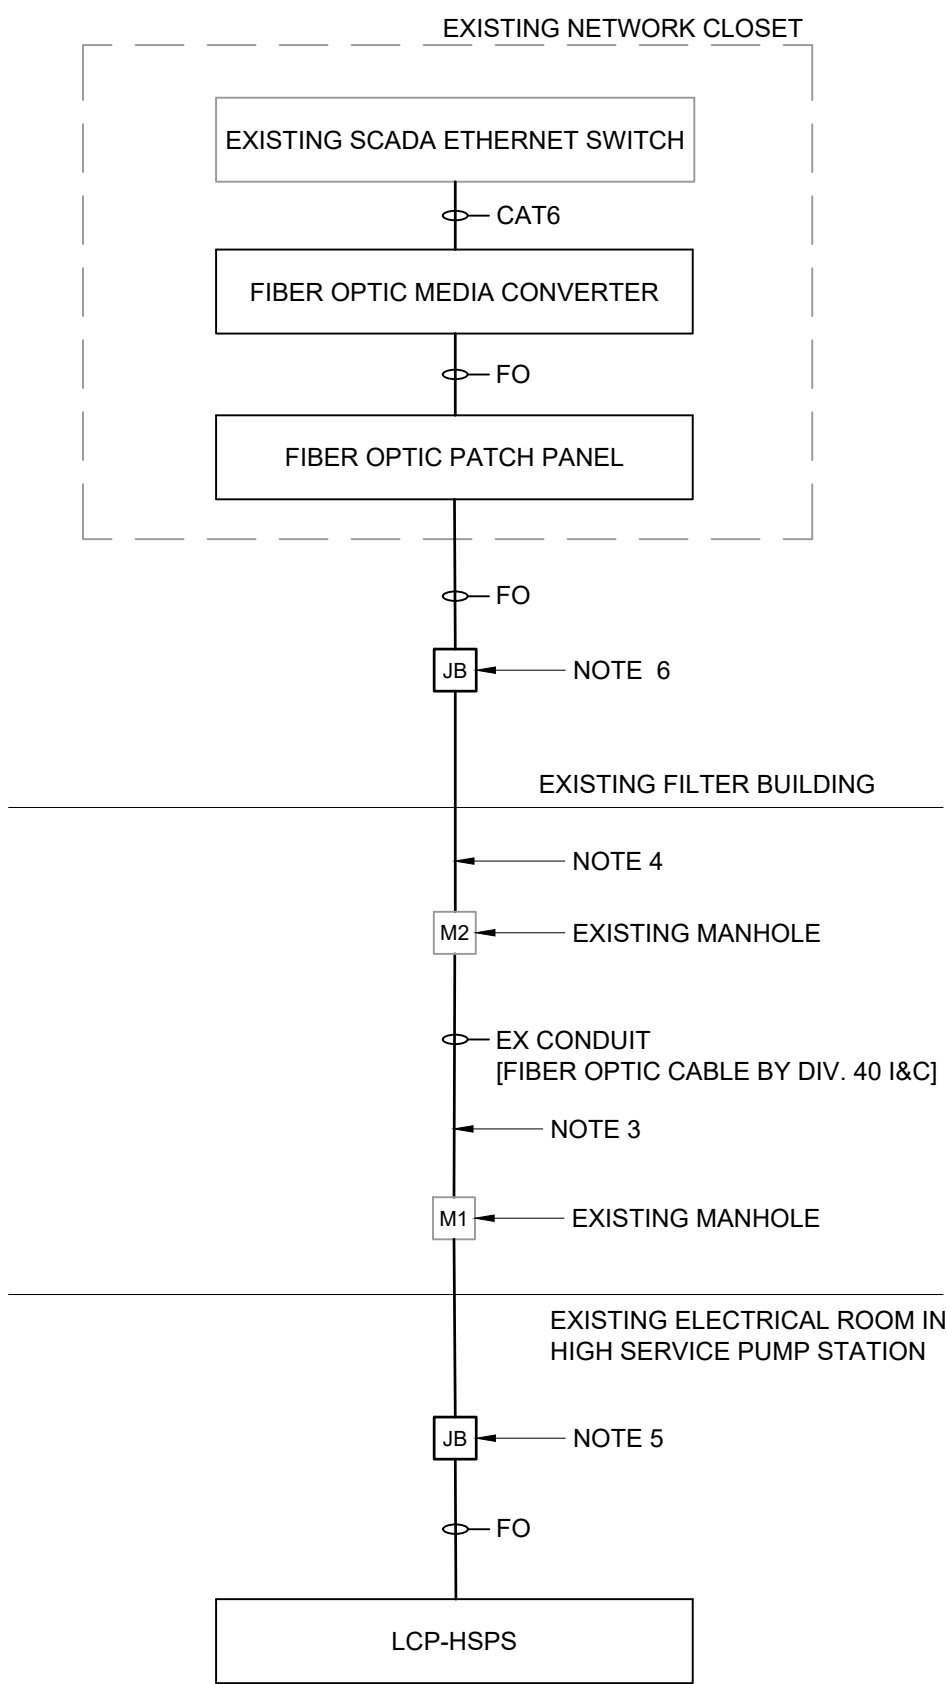 EXISTING NETWORK CLOSET
EXISTING SCADA ETHERNET SWITCH
CAT6
FIBER OPTIC MEDIA CONVERTER
FO
FIBER OPTIC PATCH PANEL
FO
JB
NOTE 6
EXISTING FILTER BUILDING
NOTE 4
M2
EXISTING MANHOLE
EX CONDUIT
[FIBER OPTIC CABLE BY DIV. 40 I&C]
NOTE 3
M1
EXISTING MANHOLE
EXISTING ELECTRICAL ROOM IN
HIGH SERVICE PUMP STATION
JB
NOTE 5
FO
LCP-HSPS